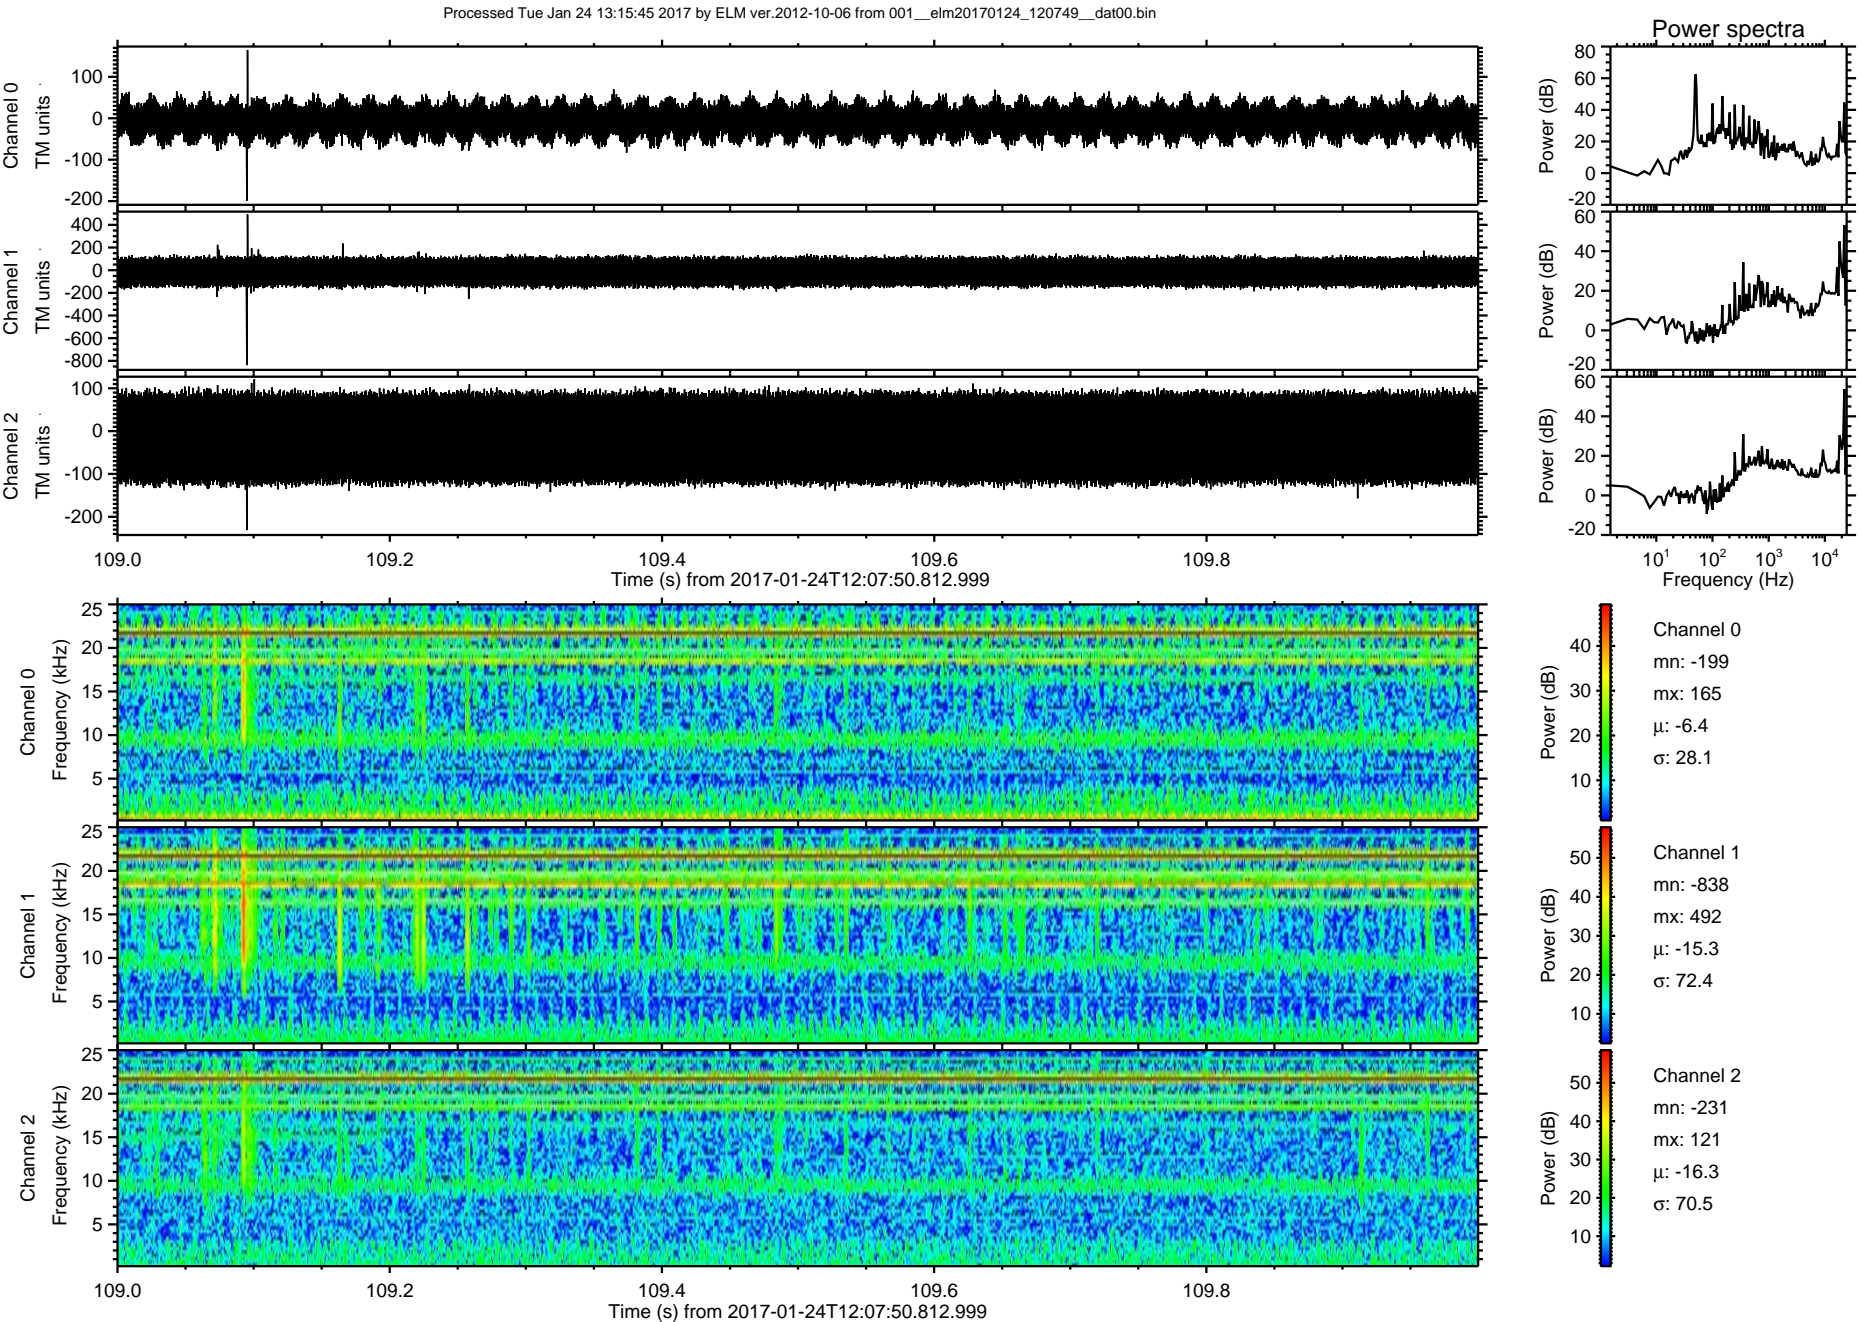 Processed Tue Jan 24 13:15:45 2017 by ELM ver.2012-10-06 from 001__elm20170124_120749__dat00.bin
Power spectra
Channel 0
TM units
100
0
-100
-200
Power (dB)
80
60
40
20
0
-20
Channel 1
TM units
400
200
0
-200
-400
-600
-800
Power (dB)
60
40
20
0
-20
Channel 2
TM units
100
0
-100
-200
Power (dB)
60
40
20
0
-20
109.0 109.2 109.4 109.6 109.8
Time (s) from 2017-01-24T12:07:50.812.999
10^1 10^2 10^3 10^4
Frequency (Hz)
Channel 0
Frequency (kHz)
25
20
15
10
5
Power (dB)
40
30
20
10
Channel 0
mn: -199
mx: 165
μ: -6.4
σ: 28.1
Channel 1
Frequency (kHz)
25
20
15
10
5
Power (dB)
50
40
30
20
10
Channel 1
mn: -838
mx: 492
μ: -15.3
σ: 72.4
Channel 2
Frequency (kHz)
25
20
15
10
5
Power (dB)
50
40
30
20
10
Channel 2
mn: -231
mx: 121
μ: -16.3
σ: 70.5
109.0 109.2 109.4 109.6 109.8
Time (s) from 2017-01-24T12:07:50.812.999